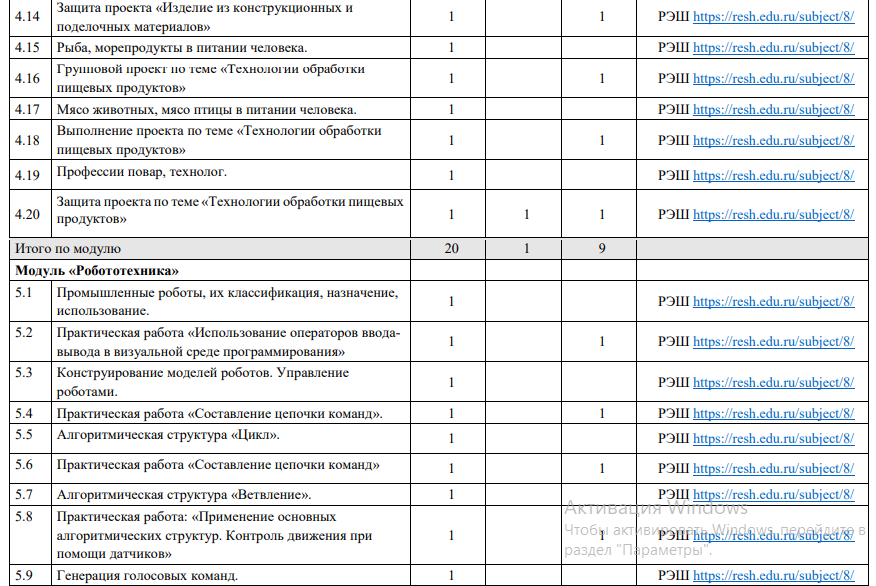 4.14 Защита проекта «Изделие из конструкционных и поделочных материалов» 1 1 РЭШ https://resh.edu.ru/subject/8/
4.15 Рыба, морепродукты в питании человека. 1 РЭШ https://resh.edu.ru/subject/8/
4.16 Групповой проект по теме «Технологии обработки пищевых продуктов» 1 1 РЭШ https://resh.edu.ru/subject/8/
4.17 Мясо животных, мясо птицы в питании человека. 1 РЭШ https://resh.edu.ru/subject/8/
4.18 Выполнение проекта по теме «Технологии обработки пищевых продуктов» 1 1 РЭШ https://resh.edu.ru/subject/8/
4.19 Профессии повар, технолог. 1 РЭШ https://resh.edu.ru/subject/8/
4.20 Защита проекта по теме «Технологии обработки пищевых продуктов» 1 1 1 РЭШ https://resh.edu.ru/subject/8/
Итого по модулю 20 1 9
Модуль «Робототехника»
5.1 Промышленные роботы, их классификация, назначение, использование. 1 РЭШ https://resh.edu.ru/subject/8/
5.2 Практическая работа «Использование операторов ввода-вывода в визуальной среде программирования» 1 1 РЭШ https://resh.edu.ru/subject/8/
5.3 Конструирование моделей роботов. Управление роботами. 1 РЭШ https://resh.edu.ru/subject/8/
5.4 Практическая работа «Составление цепочки команд». 1 1 РЭШ https://resh.edu.ru/subject/8/
5.5 Алгоритмическая структура «Цикл». 1 РЭШ https://resh.edu.ru/subject/8/
5.6 Практическая работа «Составление цепочки команд» 1 1 РЭШ https://resh.edu.ru/subject/8/
5.7 Алгоритмическая структура «Ветвление». 1 РЭШ https://resh.edu.ru/subject/8/
5.8 Практическая работа: «Применение основных алгоритмических структур. Контроль движения при помощи датчиков» 1 1 РЭШ https://resh.edu.ru/subject/8/
5.9 Генерация голосовых команд. 1 РЭШ https://resh.edu.ru/subject/8/
Активация Windows
Чтобы активировать Windows, перейдите в
раздел "Параметры".